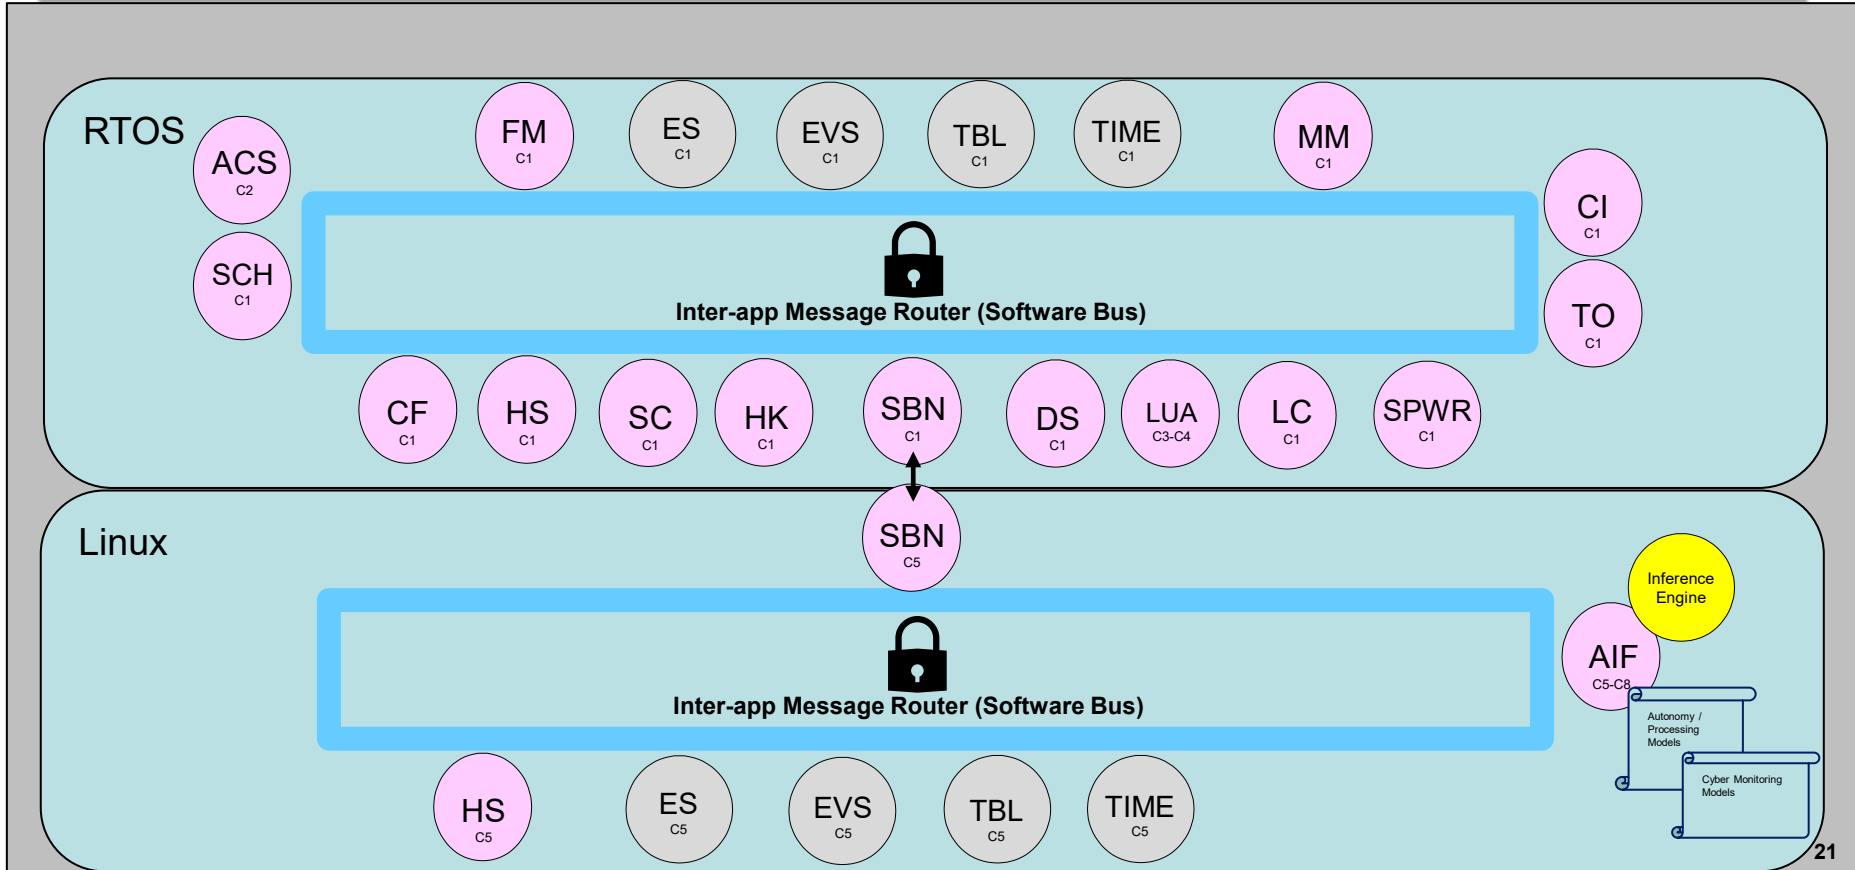 RTOS
ACS
C2
SCH
C1
FM
C1
ES
C1
EVS
C1
TBL
C1
TIME
C1
MM
C1
CI
C1
TO
C1
Inter-app Message Router (Software Bus)
CF
C1
HS
C1
SC
C1
HK
C1
SBN
C1
DS
C1
LUA
C3-C4
LC
C1
SPWR
C1
Linux
SBN
C5
Inference
Engine
AIF
C5-C8
Autonomy /
Processing
Models
Cyber Monitoring
Models
Inter-app Message Router (Software Bus)
HS
C5
ES
C5
EVS
C5
TBL
C5
TIME
C5
21